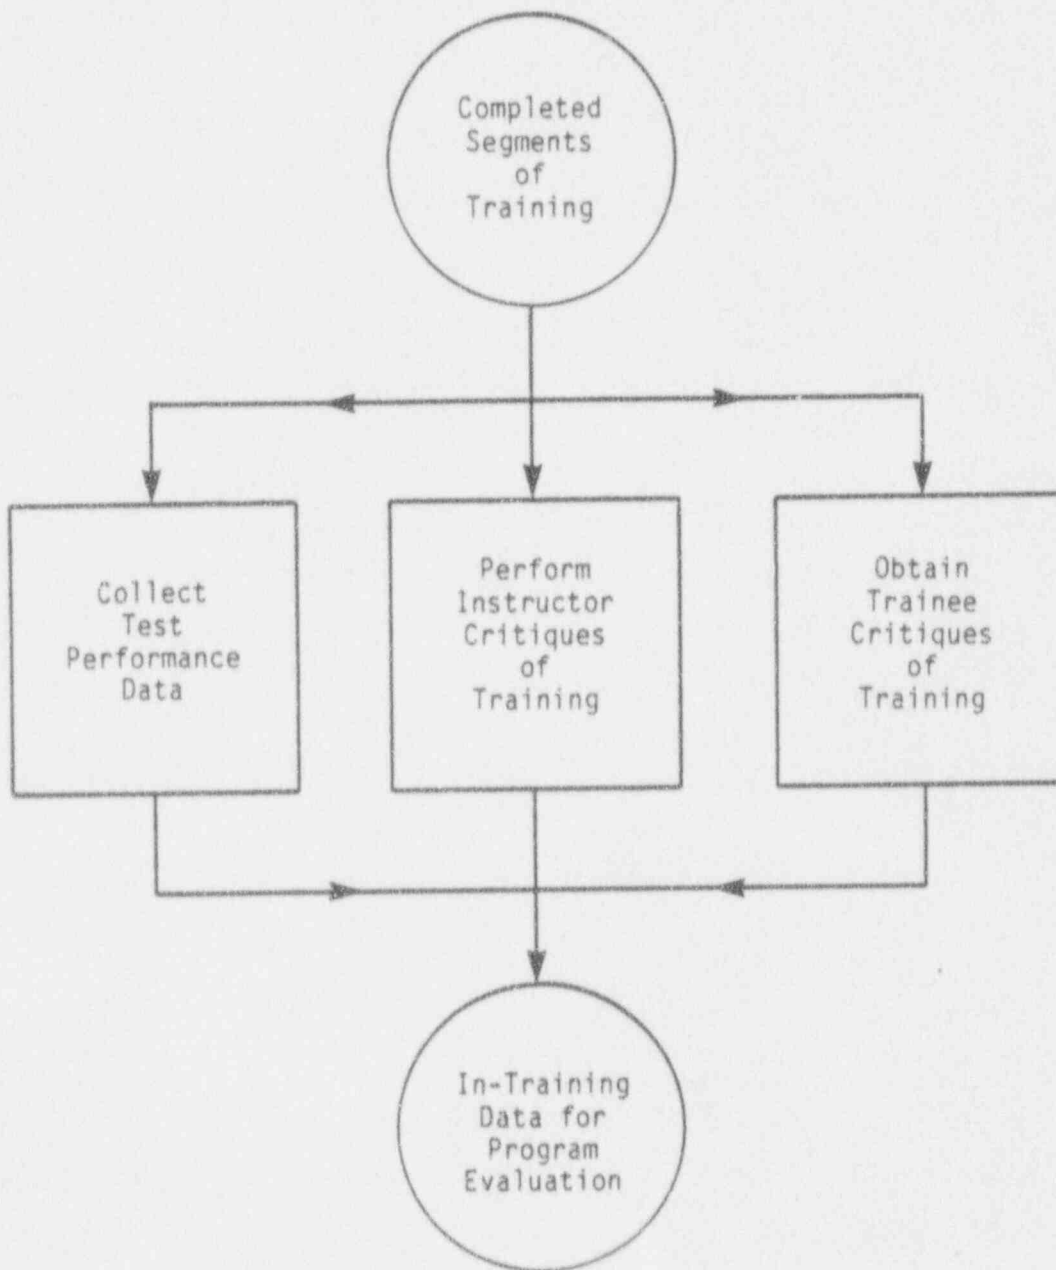 Completed
Segments
of
Training
Collect
Test
Performance
Data
Perform
Instructor
Critiques
of
Training
Obtain
Trainee
Critiques
of
Training
In-Training
Data for
Program
Evaluation